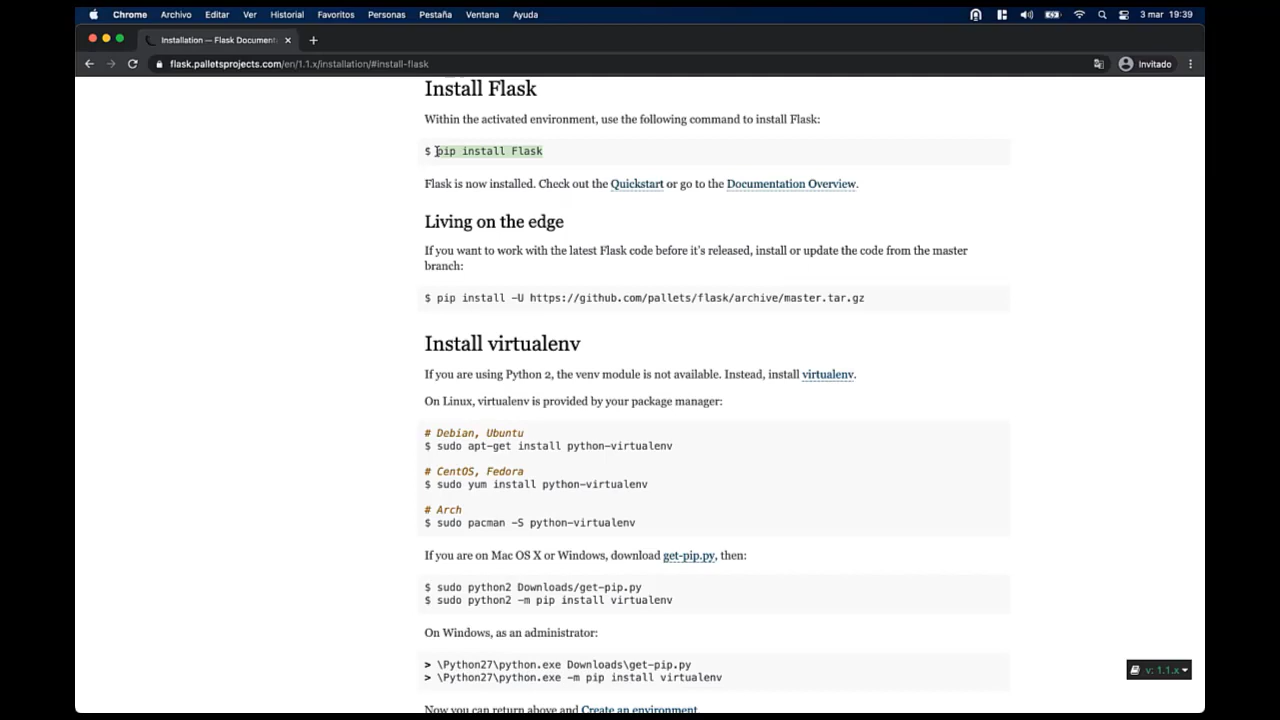 Chrome Archivo Editar Ver Historial Favoritos Personas Pestaña Ventana Ayuda 3 mar 19:39
Installation — Flask Document
flask.palletsprojects.com/en/1.1.x/installation/#install-flask Invitado
Install Flask
Within the activated environment, use the following command to install Flask:
$ pip install Flask
Flask is now installed. Check out the Quickstart or go to the Documentation Overview.
Living on the edge
If you want to work with the latest Flask code before it's released, install or update the code from the master
branch:
$ pip install -U https://github.com/pallets/flask/archive/master.tar.gz
Install virtualenv
If you are using Python 2, the venv module is not available. Instead, install virtualenv.
On Linux, virtualenv is provided by your package manager:
# Debian, Ubuntu
$ sudo apt-get install python-virtualenv
# CentOS, Fedora
$ sudo yum install python-virtualenv
# Arch
$ sudo pacman -S python-virtualenv
If you are on Mac OS X or Windows, download get-pip.py, then:
$ sudo python2 Downloads/get-pip.py
$ sudo python2 -m pip install virtualenv
On Windows, as an administrator:
> \Python27\python.exe Downloads\get-pip.py
> \Python27\python.exe -m pip install virtualenv
v: 1.1.x
Now you can return above and Create an environment.